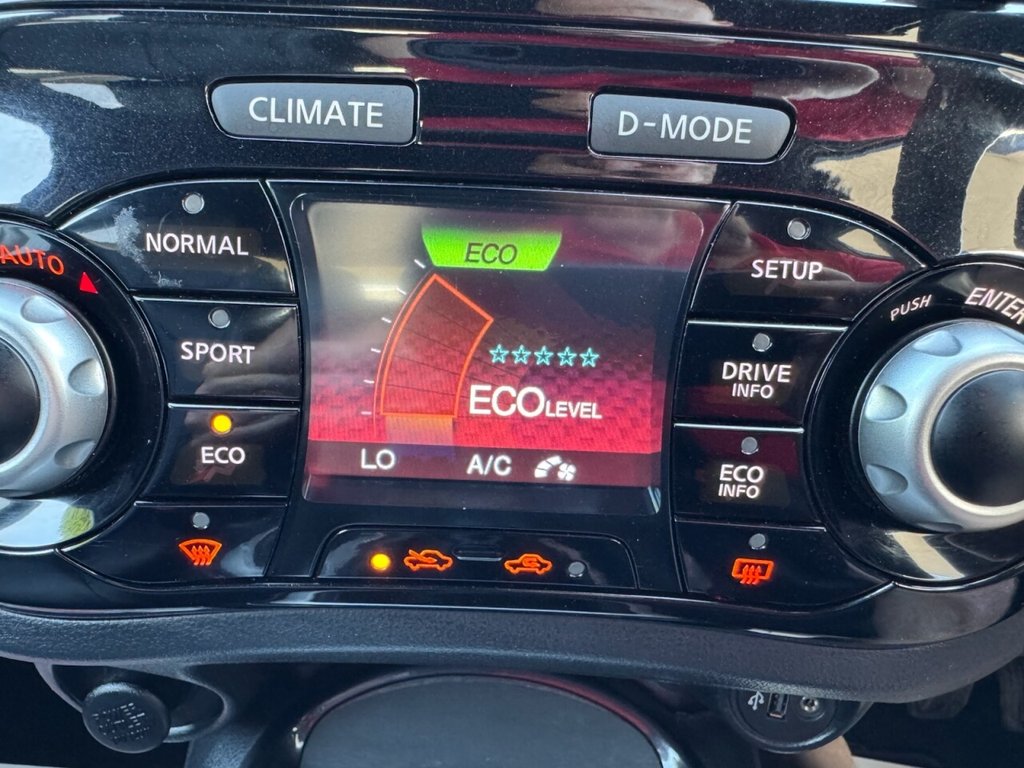 CLIMATE
D-MODE
NORMAL
AUTO
SPORT
ECO
ECO
ECO LEVEL
LO
A/C
SETUP
DRIVE
INFO
ECO
INFO
PUSH
ENTER